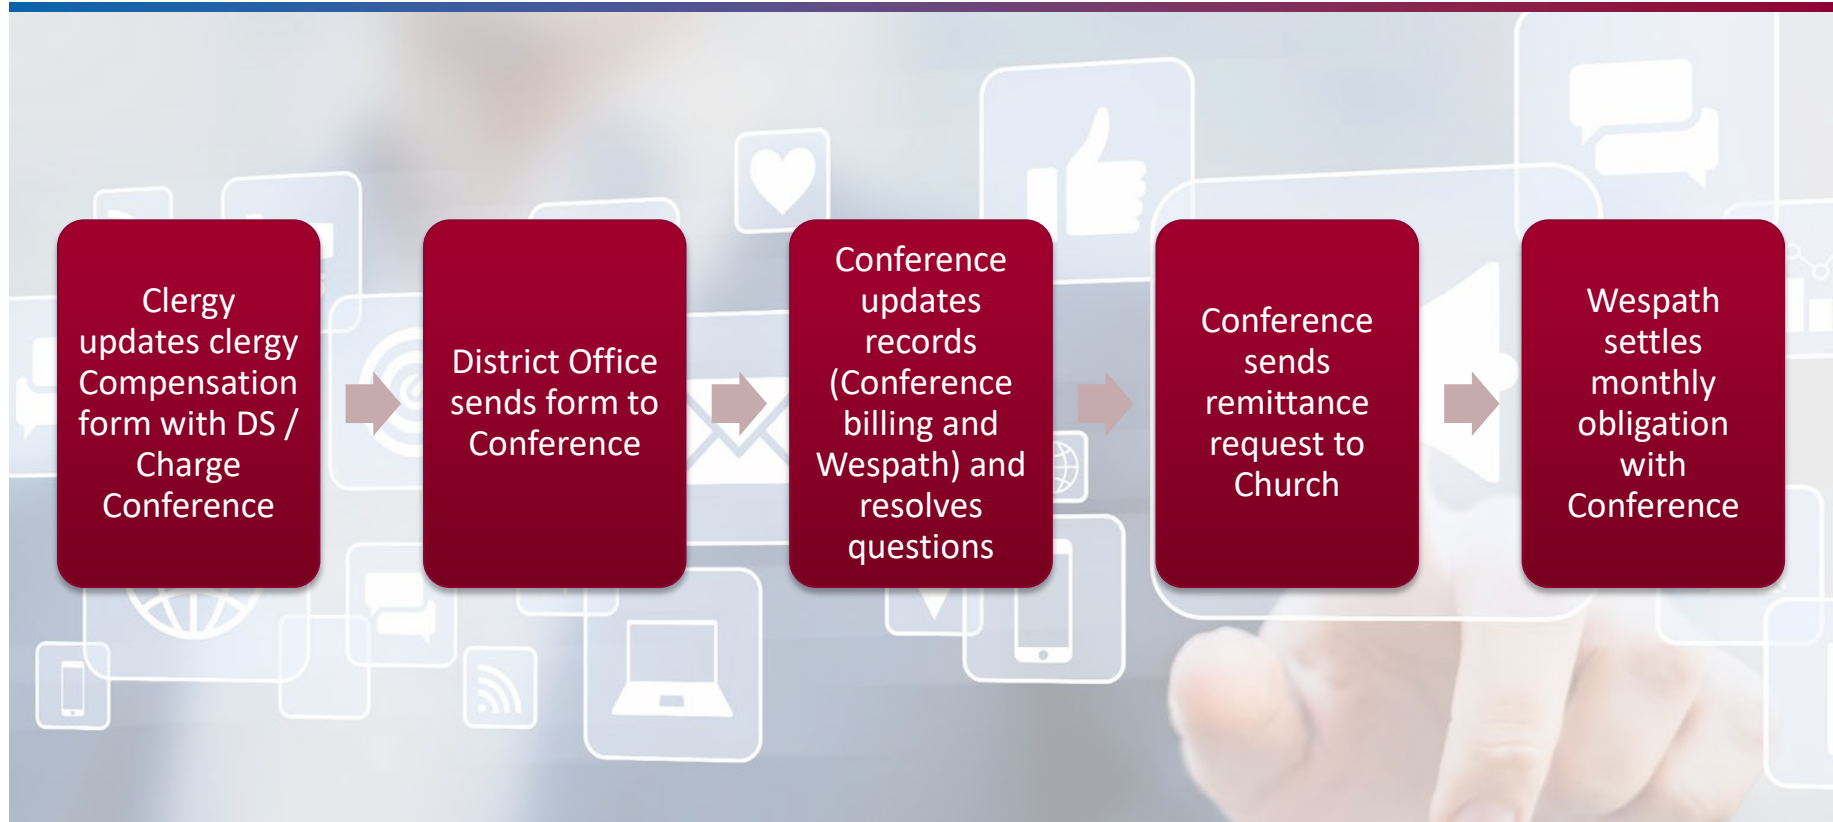 Clergy
updates clergy
Compensation
form with DS /
Charge
Conference
District Office
sends form to
Conference
Conference
updates
records
(Conference
billing and
Wespath) and
resolves
questions
Conference
sends
remittance
request to
Church
Wespath
settles
monthly
obligation
with
Conference